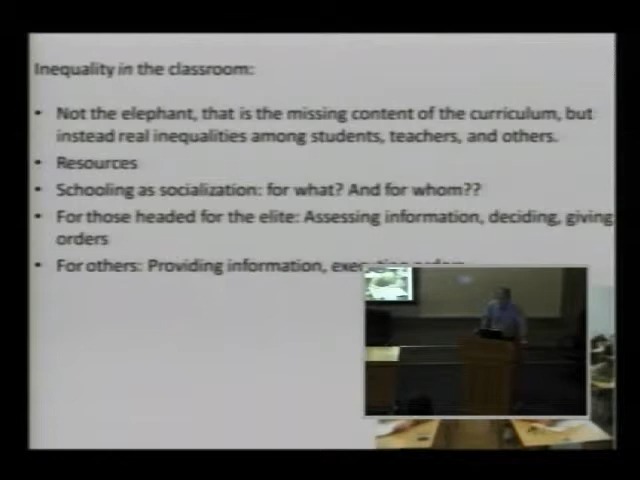 Inequality in the classroom:
• Not the elephant, that is the missing content of the curriculum, but
instead real inequalities among students, teachers, and others.
• Resources
• Schooling as socialization: for what? And for whom??
• For those headed for the elite: Assessing information, deciding, giving
orders
• For others: Providing information,